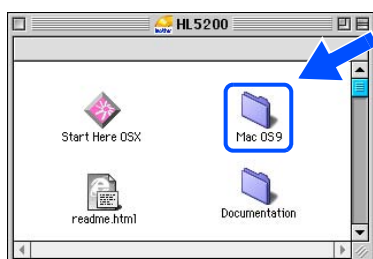 HL5200
Start Here OSX
Mac OS9
readme.html
Documentation